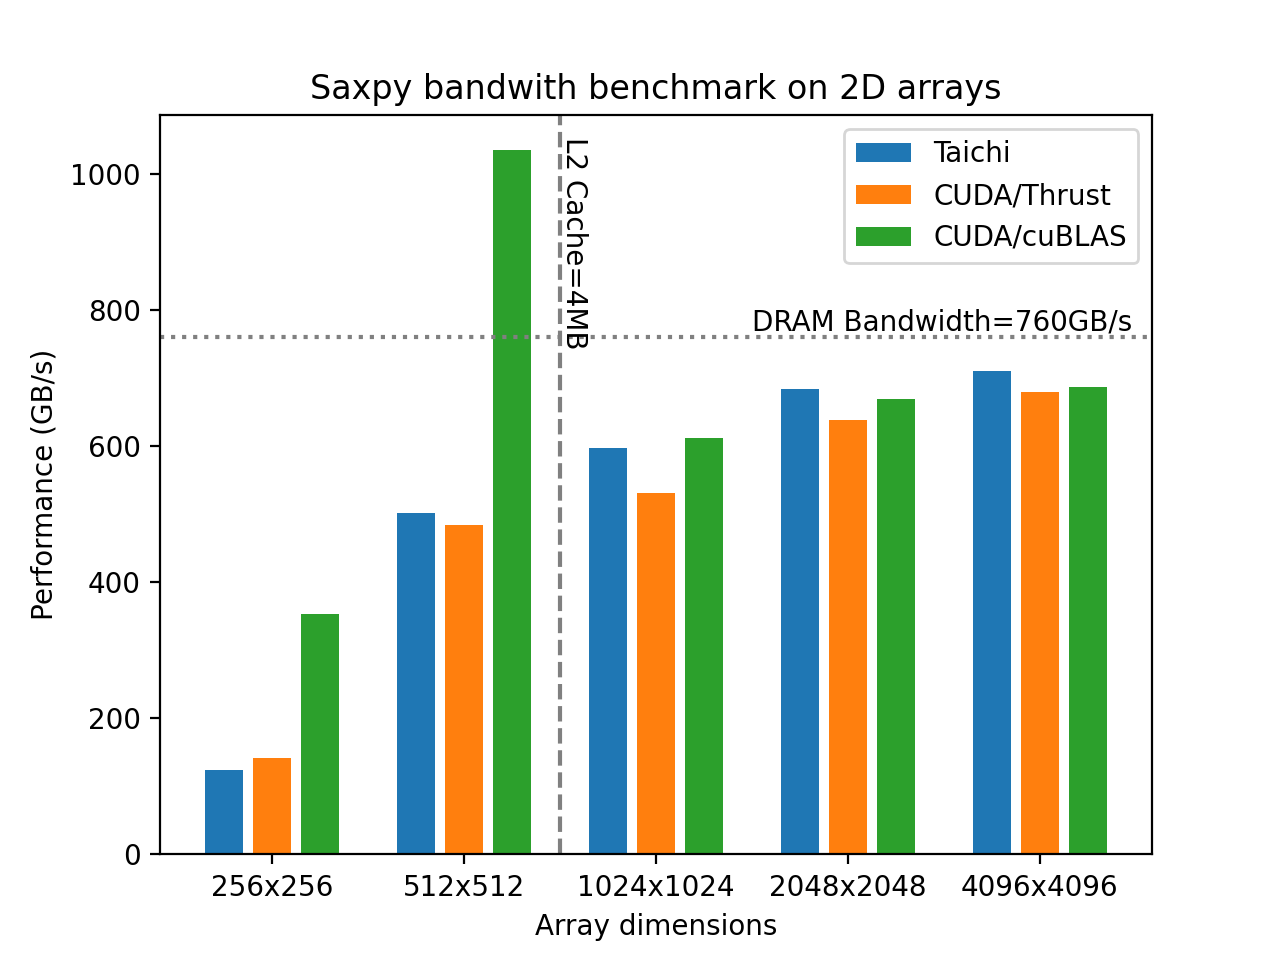 Saxpy bandwith benchmark on 2D arrays
Performance (GB/s)
1000
800
600
400
200
0
L2 Cache=4MB
Taichi
CUDA/Thrust
CUDA/cuBLAS
DRAM Bandwidth=760GB/s
256x256 512x512 1024x1024 2048x2048 4096x4096
Array dimensions